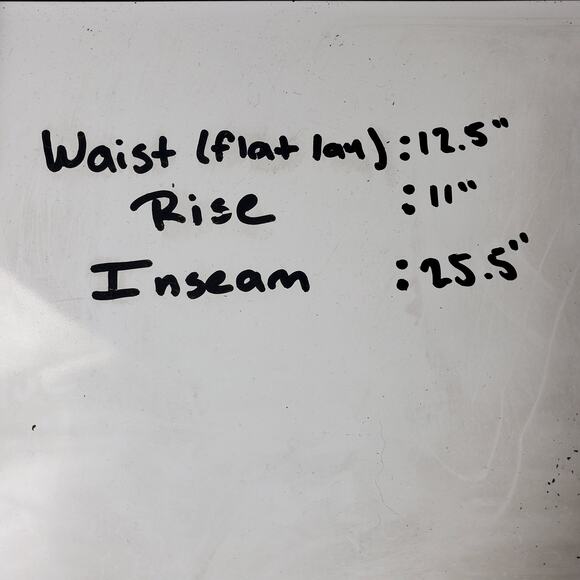 Waist (flat lay) : 12.5"
Rise : 11"
Inseam : 25.5"